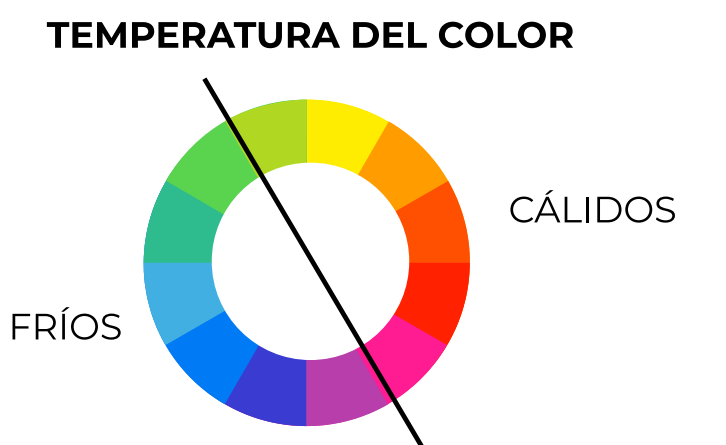 TEMPERATURA DEL COLOR
CÁLIDOS
FRÍOS